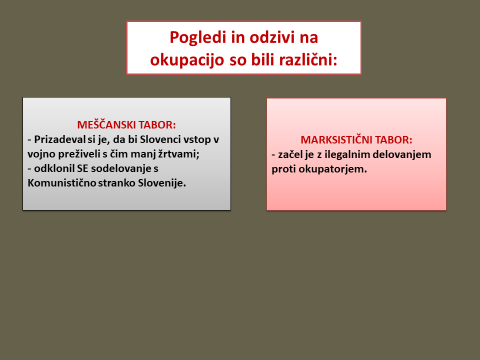 Pogledi in odzivi na
okupacijo so bili različni:
MEŠČANSKI TABOR:
- Prizadeval si je, da bi Slovenci vstop v
vojno preživeli s čim manj žrtvami;
- odklonil SE sodelovanje s
Komunistično stranko Slovenije.
MARKSISTIČNI TABOR:
- začel je z ilegalnim delovanjem
proti okupatorjem.